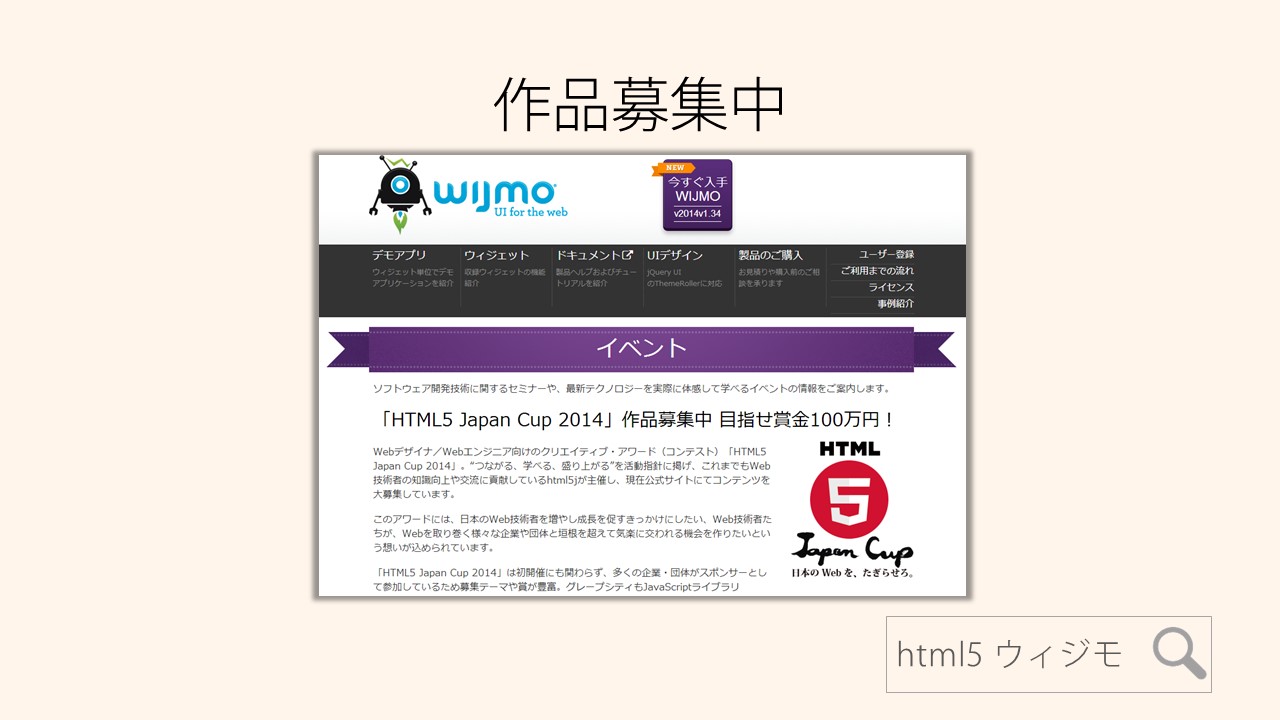 作品募集中
wijmo
UI for the web
NEW
今すぐ入手
WIJMO
v2014v1.34
デモアプリ
ウィジェット単位でデモ
アプリケーションを紹介
ウィジェット
収録ウィジェットの機能
紹介
ドキュメント
製品ヘルプおよびチュー
トリアルを紹介
UIデザイン
jQuery UI
のThemeRollerに対応
製品のご購入
お見積りや購入前のご相
談を承ります
ユーザー登録
ご利用までの流れ
ライセンス
事例紹介
イベント
ソフトウェア開発技術に関するセミナーや、最新テクノロジーを実際に体感して学べるイベントの情報をご案内します。
「HTML5 Japan Cup 2014」作品募集中 目指せ賞金100万円！
Webデザイナ／Webエンジニア向けのクリエイティブ・アワード（コンテスト）「HTML5
Japan Cup 2014」。“つながる、学べる、盛り上がる”を活動指針に掲げ、これまでもWeb
技術者の知識向上や交流に貢献しているhtml5jが主催し、現在公式サイトにてコンテンツを
大募集しています。
このアワードには、日本のWeb技術者を増やし成長を促すきっかけにしたい、Web技術者た
ちが、Webを取り巻く様々な企業や団体と垣根を超えて気楽に交われる機会を作りたいとい
う想いが込められています。
「HTML5 Japan Cup 2014」は初開催にも関わらず、多くの企業・団体がスポンサーとし
て参加しているため募集テーマや賞が豊富。グレープシティもJavaScriptライブラリ
HTML
5
Japan Cup
日本の Web を、たぎらせろ。
html5 ウィジモ